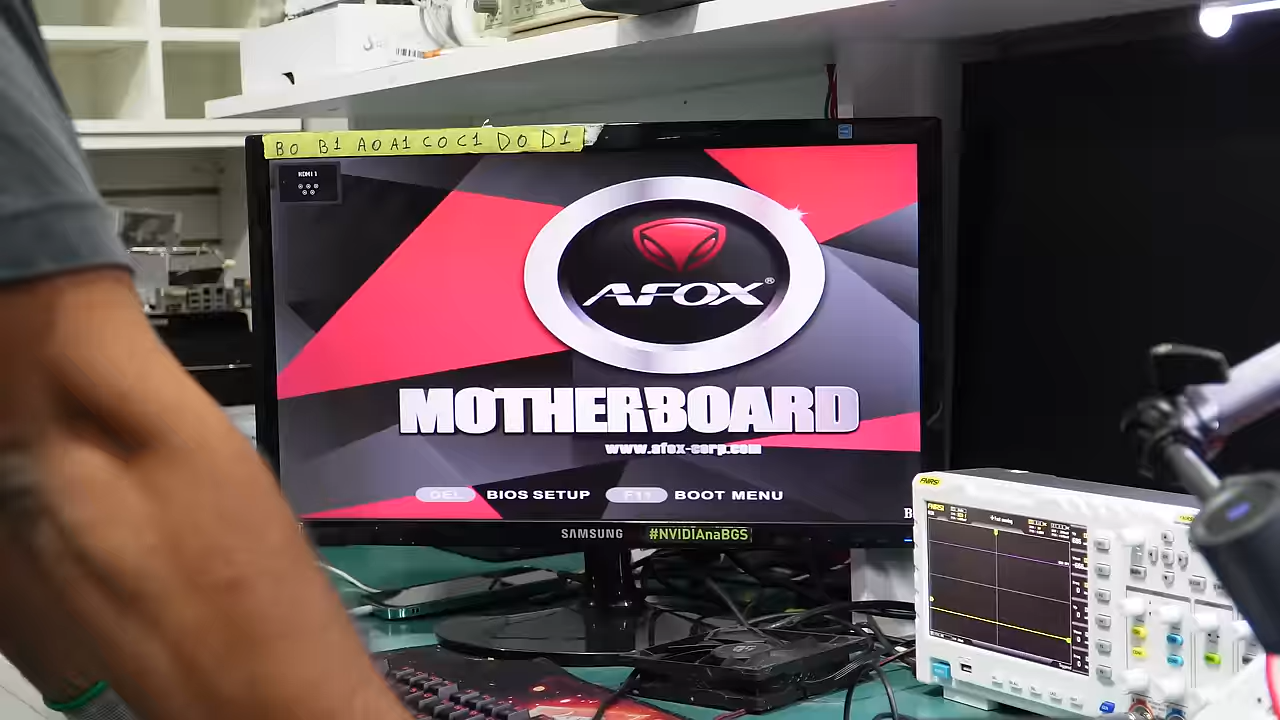 B0 B1 A0 A1 C0 C1 D0 D1
HDMI 1
AFOX®
MOTHERBOARD
www.afox-corp.com
DEL BIOS SETUP F11 BOOT MENU
SAMSUNG #NVIDIAnaBGS
FNIRSI